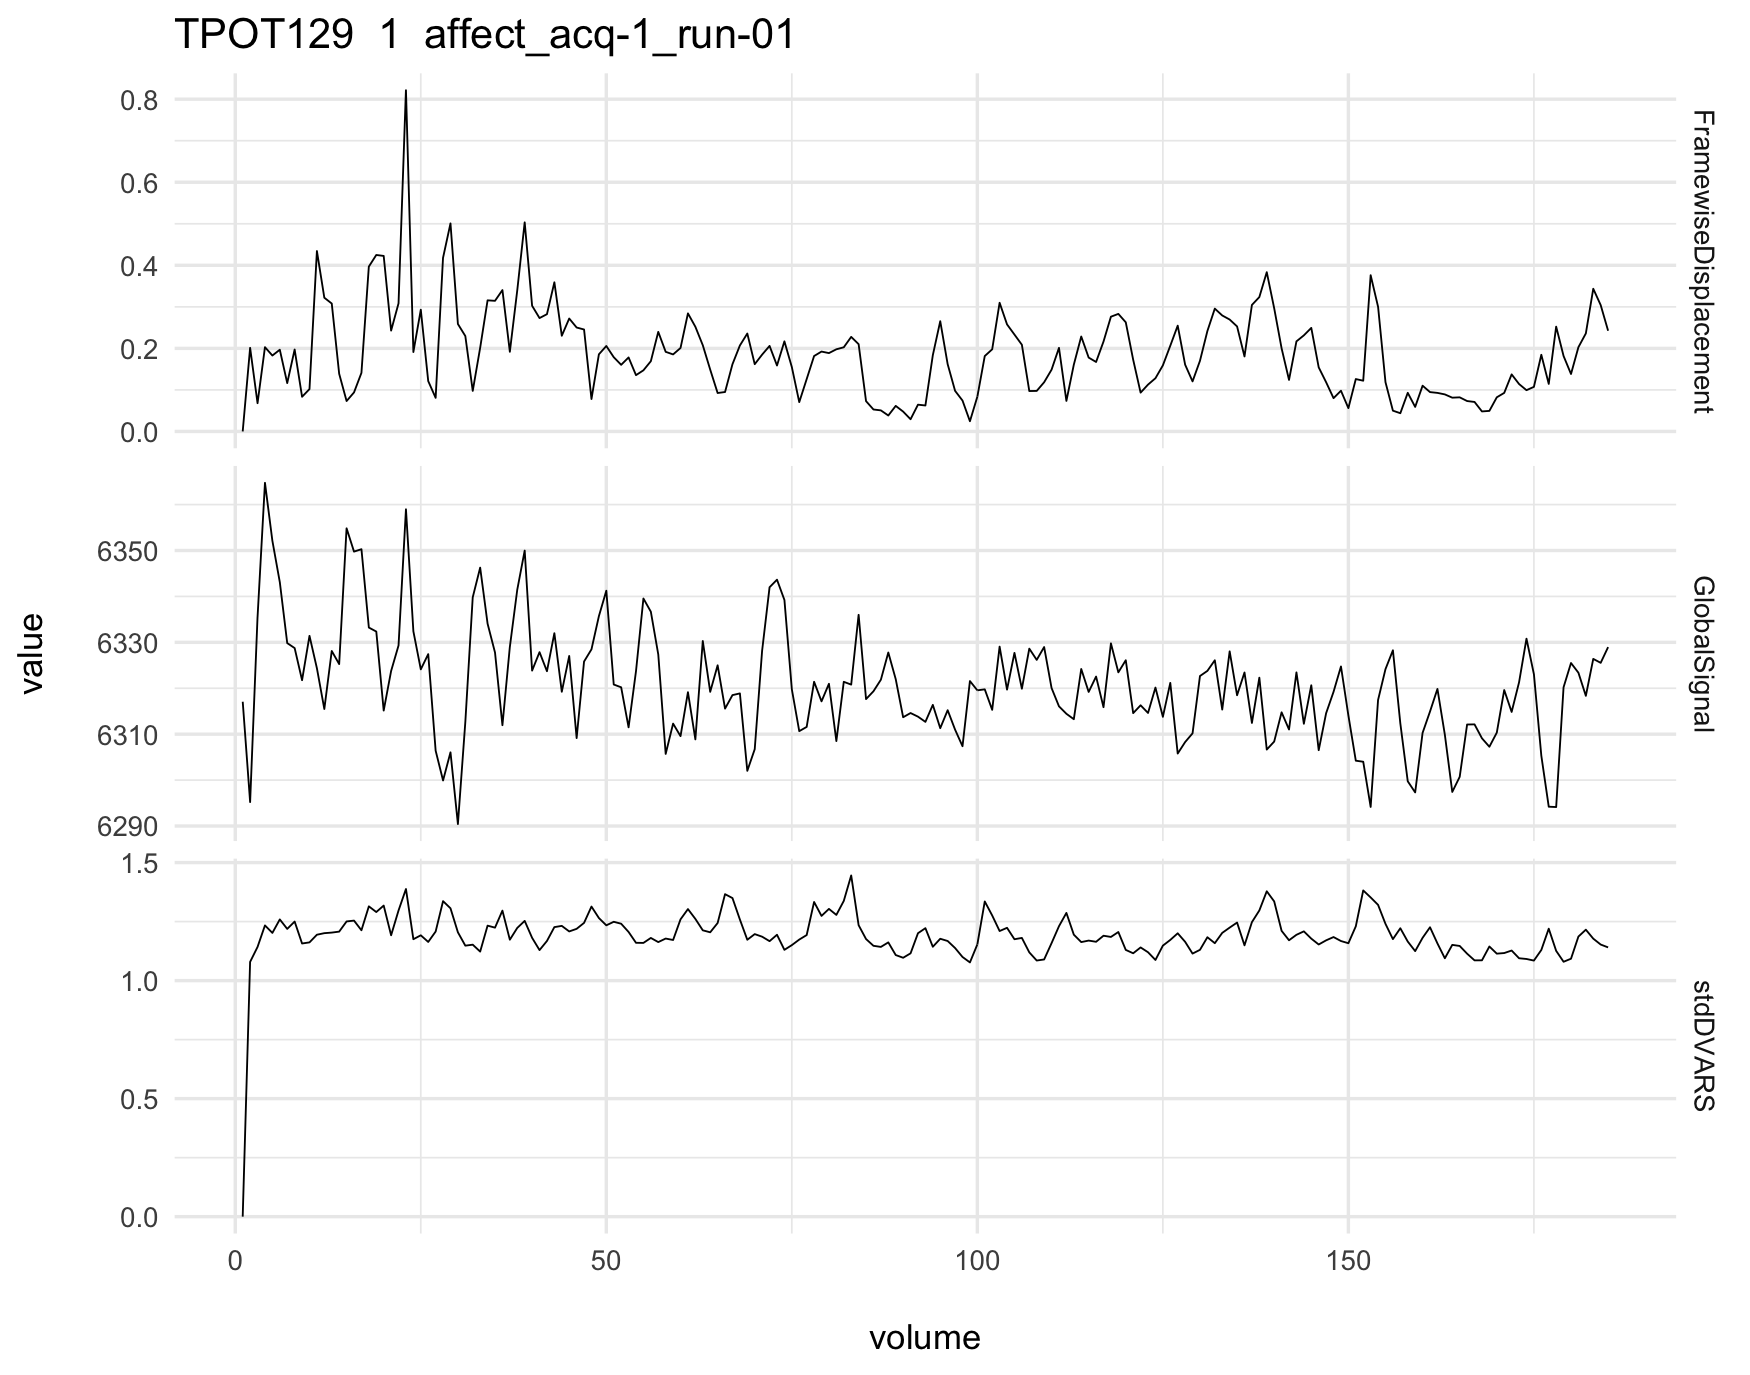 TPOT129  1  affect_acq-1_run-01
0.8
0.6
0.4
0.2
0.0
FramewiseDisplacement
6350
6330
6310
6290
GlobalSignal
1.5
1.0
0.5
0.0
stdDVARS
value
0 50 100 150
volume